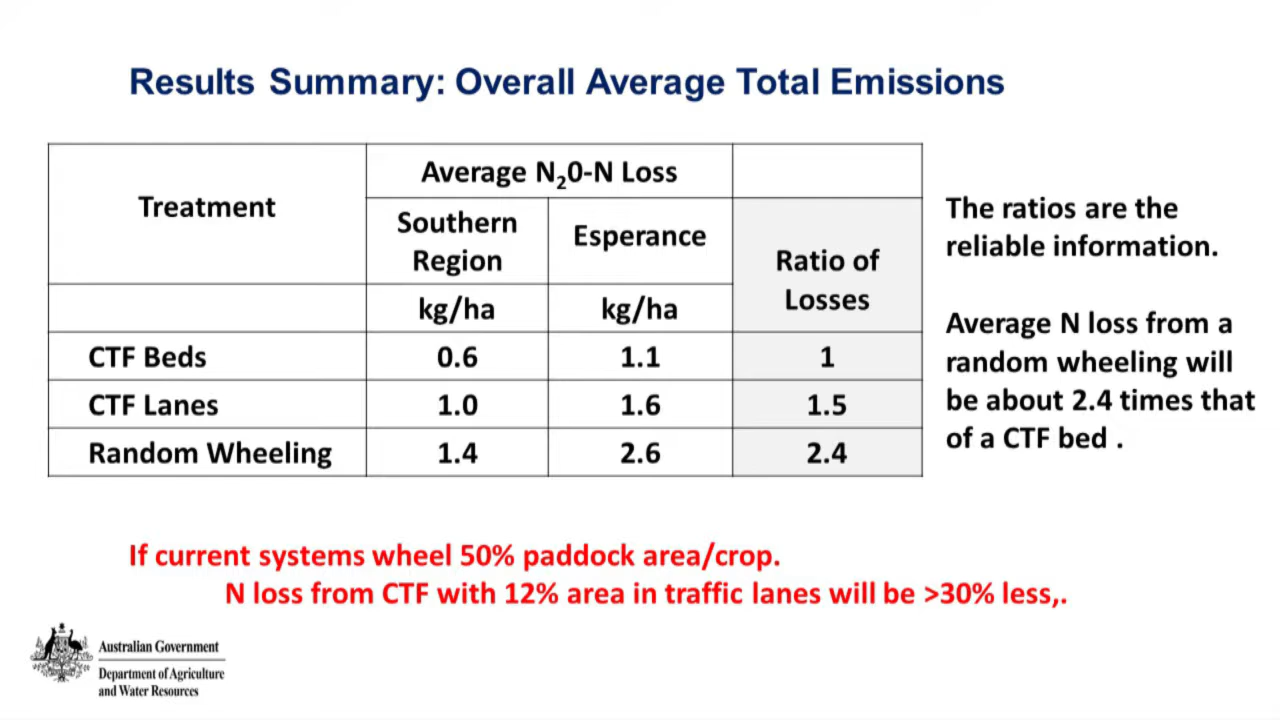 Results Summary: Overall Average Total Emissions
Treatment
Average N₂0-N Loss
Southern Region
Esperance
Ratio of Losses
kg/ha
kg/ha
CTF Beds 0.6 1.1 1
CTF Lanes 1.0 1.6 1.5
Random Wheeling 1.4 2.6 2.4
The ratios are the
reliable information.
Average N loss from a
random wheeling will
be about 2.4 times that
of a CTF bed .
If current systems wheel 50% paddock area/crop.
N loss from CTF with 12% area in traffic lanes will be >30% less,.
Australian Government
Department of Agriculture
and Water Resources